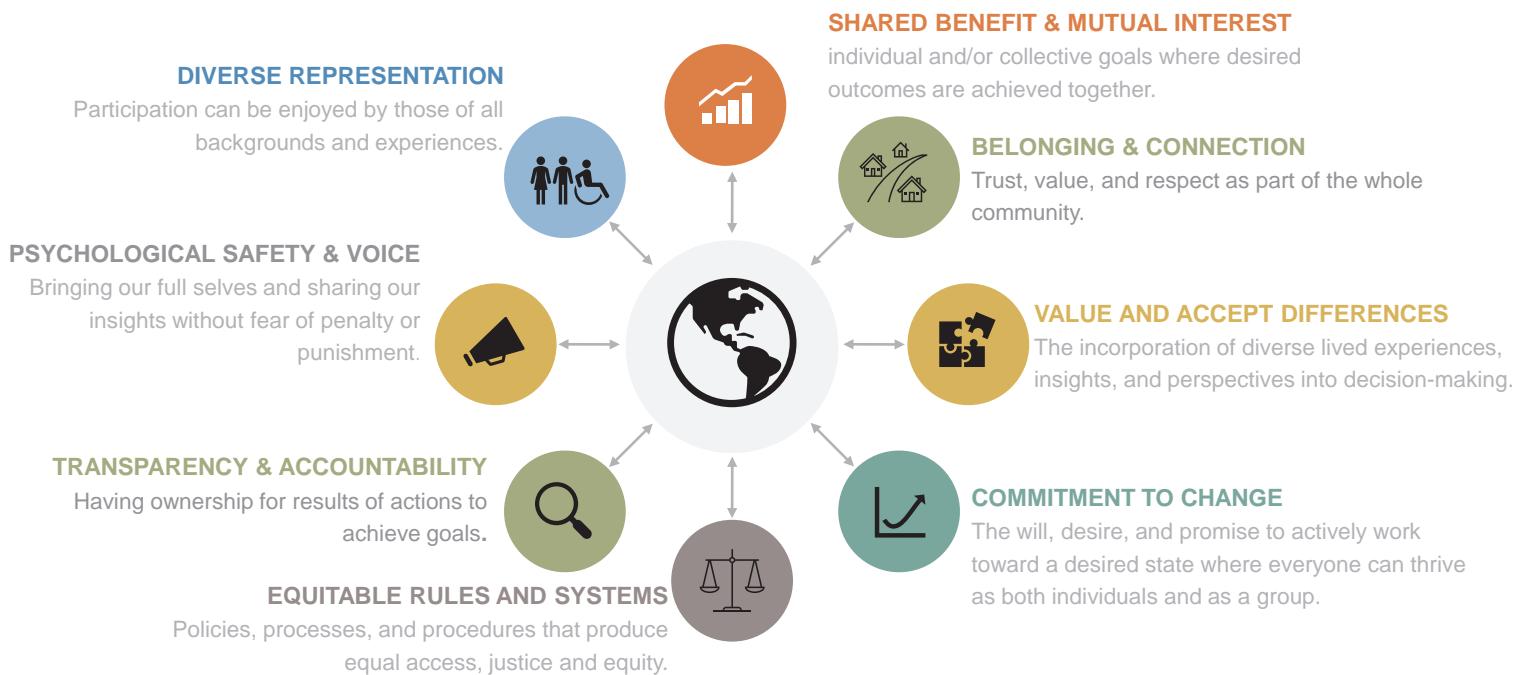 SHARED BENEFIT & MUTUAL INTEREST
individual and/or collective goals where desired
outcomes are achieved together.
DIVERSE REPRESENTATION
Participation can be enjoyed by those of all
backgrounds and experiences.
BELONGING & CONNECTION
Trust, value, and respect as part of the whole
community.
PSYCHOLOGICAL SAFETY & VOICE
Bringing our full selves and sharing our
insights without fear of penalty or
punishment.
VALUE AND ACCEPT DIFFERENCES
The incorporation of diverse lived experiences,
insights, and perspectives into decision-making.
TRANSPARENCY & ACCOUNTABILITY
Having ownership for results of actions to
achieve goals.
COMMITMENT TO CHANGE
The will, desire, and promise to actively work
toward a desired state where everyone can thrive
as both individuals and as a group.
EQUITABLE RULES AND SYSTEMS
Policies, processes, and procedures that produce
equal access, justice and equity.